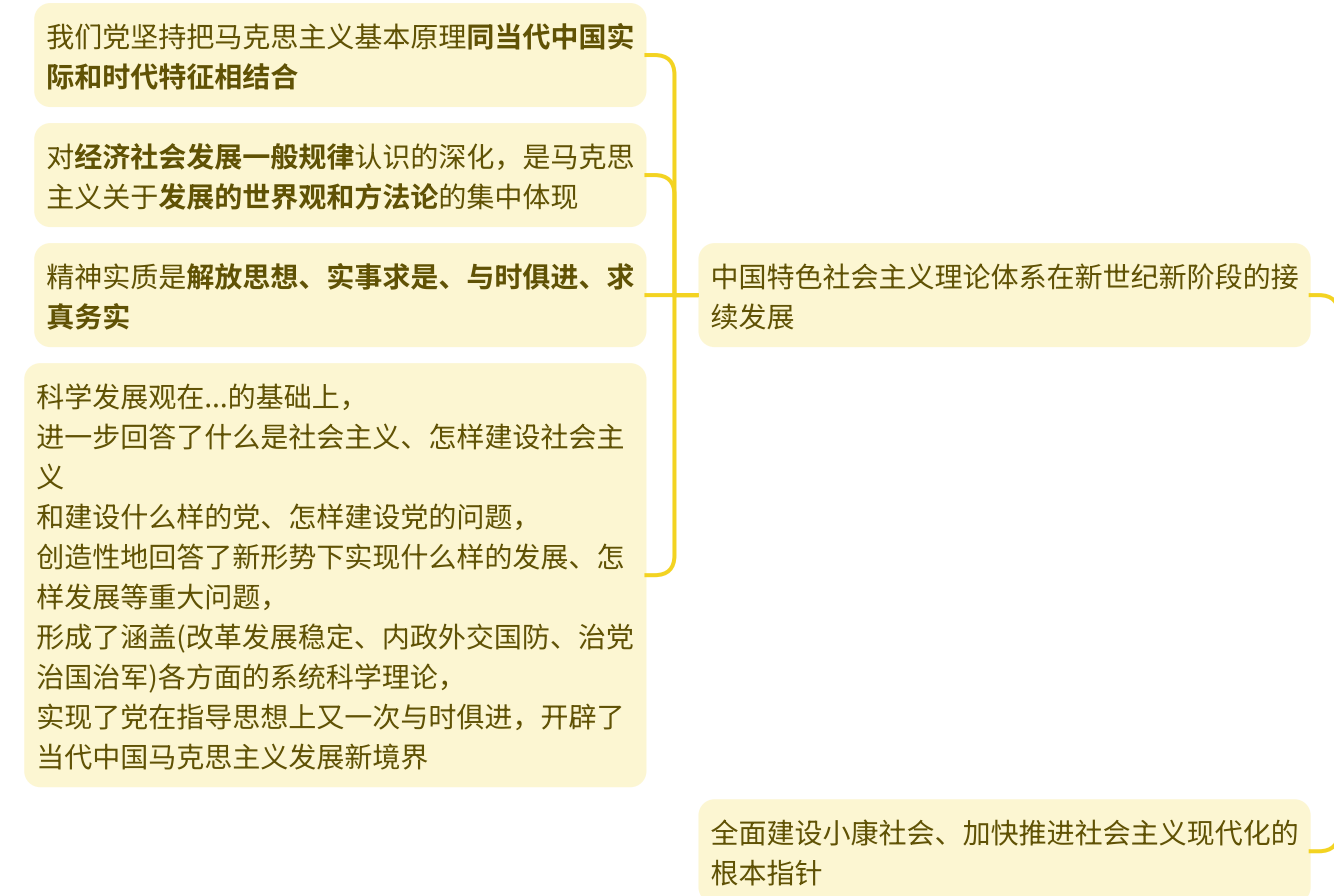 我们党坚持把马克思主义基本原理同当代中国实
际和时代特征相结合
对经济社会发展一般规律认识的深化，是马克思
主义关于发展的世界观和方法论的集中体现
精神实质是解放思想、实事求是、与时俱进、求
真务实
科学发展观在...的基础上，
进一步回答了什么是社会主义、怎样建设社会主
义
和建设什么样的党、怎样建设党的问题，
创造性地回答了新形势下实现什么样的发展、怎
样发展等重大问题，
形成了涵盖(改革发展稳定、内政外交国防、治党
治国治军)各方面的系统科学理论，
实现了党在指导思想上又一次与时俱进，开辟了
当代中国马克思主义发展新境界
中国特色社会主义理论体系在新世纪新阶段的接
续发展
全面建设小康社会、加快推进社会主义现代化的
根本指针